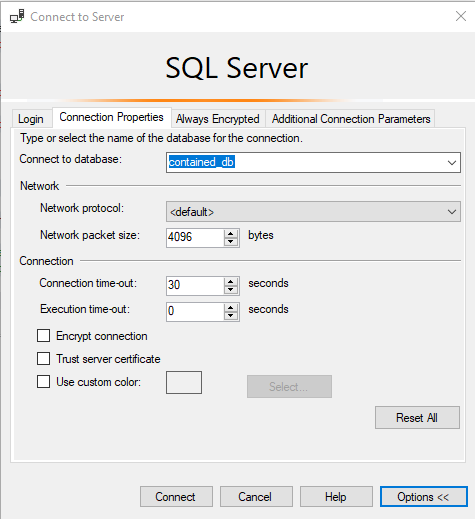 Connect to Server
SQL Server
Login Connection Properties Always Encrypted Additional Connection Parameters
Type or select the name of the database for the connection.
Connect to database: contained_db
Network
Network protocol: <default>
Network packet size: 4096 bytes
Connection
Connection time-out: 30 seconds
Execution time-out: 0 seconds
Encrypt connection
Trust server certificate
Use custom color: Select...
Reset All
Connect Cancel Help Options <<